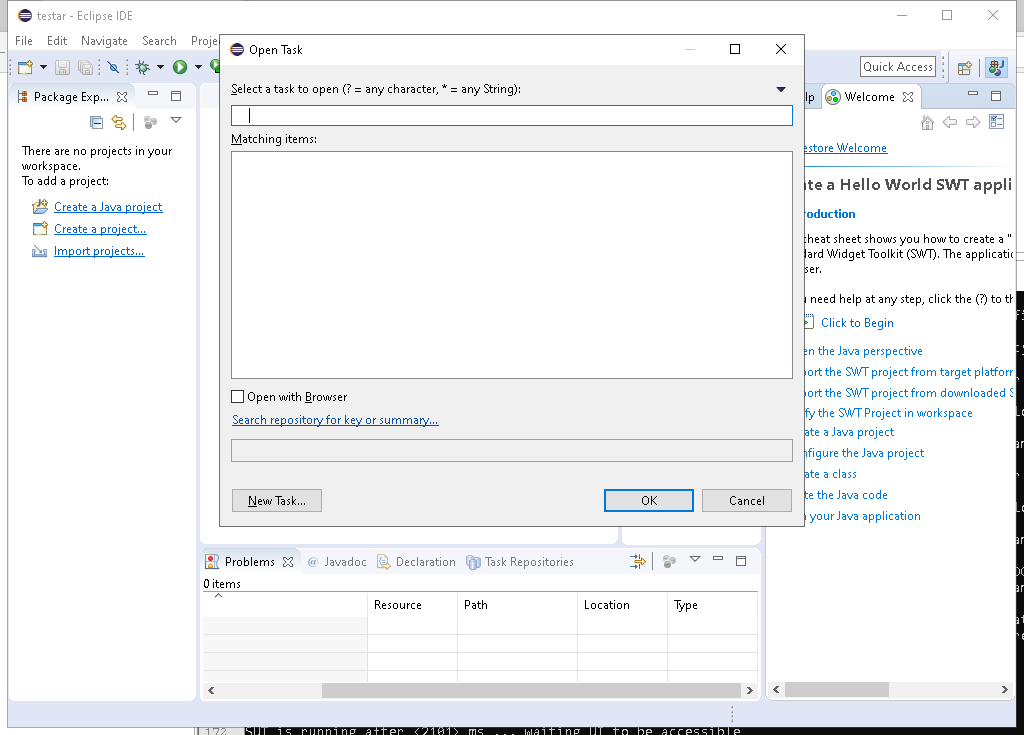 testar - Eclipse IDE
File Edit Navigate Search Proje
Quick Access
Package Exp...
There are no projects in your
workspace.
To add a project:
Create a Java project
Create a project...
Import projects...
Open Task
Select a task to open (? = any character, * = any String):
Matching items:
Open with Browser
Search repository for key or summary...
New Task...
OK
Cancel
lp
Welcome
estore Welcome
te a Hello World SWT appli
roduction
cheat sheet shows you how to create a "
dard Widget Toolkit (SWT). The applicatio
ser.
u need help at any step, click the (?) to th
Click to Begin
en the Java perspective
port the SWT project from target platform
port the SWT project from downloaded S
ify the SWT Project in workspace
ate a Java project
nfigure the Java project
ate a class
te the Java code
your Java application
Problems @ Javadoc Declaration Task Repositories
0 items
Resource Path Location Type
172 SUT is running after <2101> ms ... waiting UI to be accessible